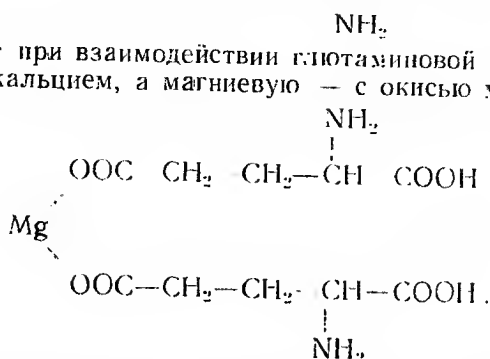 NH₂
при взаимодействии глютаминовой
кальцием, а магниевую — с окисью
NH₂
OOC CH₂ CH₂—CH COOH
Mg
OOC—CH₂—CH₂- CH—COOH.
NH₂